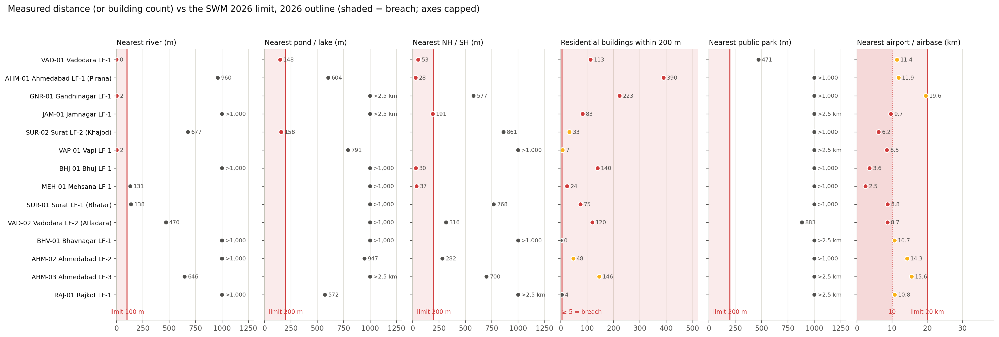 Measured distance (or building count) vs the SWM 2026 limit, 2026 outline (shaded = breach; axes capped)
Nearest river (m) Nearest pond / lake (m) Nearest NH / SH (m) Residential buildings within 200 m Nearest public park (m) Nearest airport / airbase (km)
VAD-01 Vadodara LF-1 0 148 53 113 471 11.4
AHM-01 Ahmedabad LF-1 (Pirana) 960 604 28 390 >1,000 11.9
GNR-01 Gandhinagar LF-1 2 >2.5 km 577 223 >1,000 19.6
JAM-01 Jamnagar LF-1 >1,000 >2.5 km 191 83 >2.5 km 9.7
SUR-02 Surat LF-2 (Khajod) 677 158 861 33 >1,000 6.2
VAP-01 Vapi LF-1 2 791 >1,000 7 >2.5 km 8.5
BHJ-01 Bhuj LF-1 >1,000 >1,000 30 140 >1,000 3.6
MEH-01 Mehsana LF-1 131 >1,000 37 24 >1,000 2.5
SUR-01 Surat LF-1 (Bhatar) 138 >1,000 768 75 >1,000 8.8
VAD-02 Vadodara LF-2 (Atladara) 470 >1,000 316 120 883 8.7
BHV-01 Bhavnagar LF-1 >1,000 >1,000 >1,000 0 >2.5 km 10.7
AHM-02 Ahmedabad LF-2 >1,000 947 282 48 >1,000 14.3
AHM-03 Ahmedabad LF-3 646 >2.5 km 700 146 >2.5 km 15.6
RAJ-01 Rajkot LF-1 >1,000 572 >2.5 km 4 >2.5 km 10.8
limit 100 m limit 200 m limit 200 m ≥ 5 = breach limit 200 m 10 limit 20 km
0 250 500 750 1000 1250 0 250 500 750 1000 1250 0 250 500 750 1000 1250 0 100 200 300 400 500 0 250 500 750 1000 1250 0 10 20 30